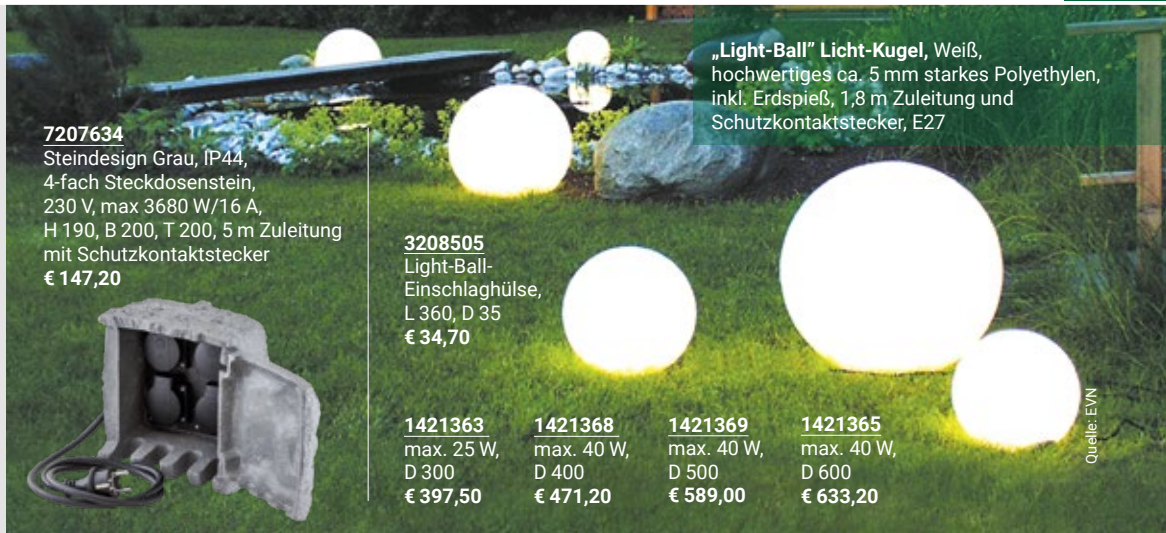 „Light-Ball” Licht-Kugel, Weiß,
hochwertiges ca. 5 mm starkes Polyethylen,
inkl. Erdspieß, 1,8 m Zuleitung und
Schutzkontaktstecker, E27
7207634
Steindesign Grau, IP44,
4-fach Steckdosenstein,
230 V, max 3680 W/16 A,
H 190, B 200, T 200, 5 m Zuleitung
mit Schutzkontaktstecker
€ 147,20
3208505
Light-Ball-
Einschlaghülse,
L 360, D 35
€ 34,70
1421363
max. 25 W,
D 300
€ 397,50
1421368
max. 40 W,
D 400
€ 471,20
1421369
max. 40 W,
D 500
€ 589,00
1421365
max. 40 W,
D 600
€ 633,20
Quelle: EVN